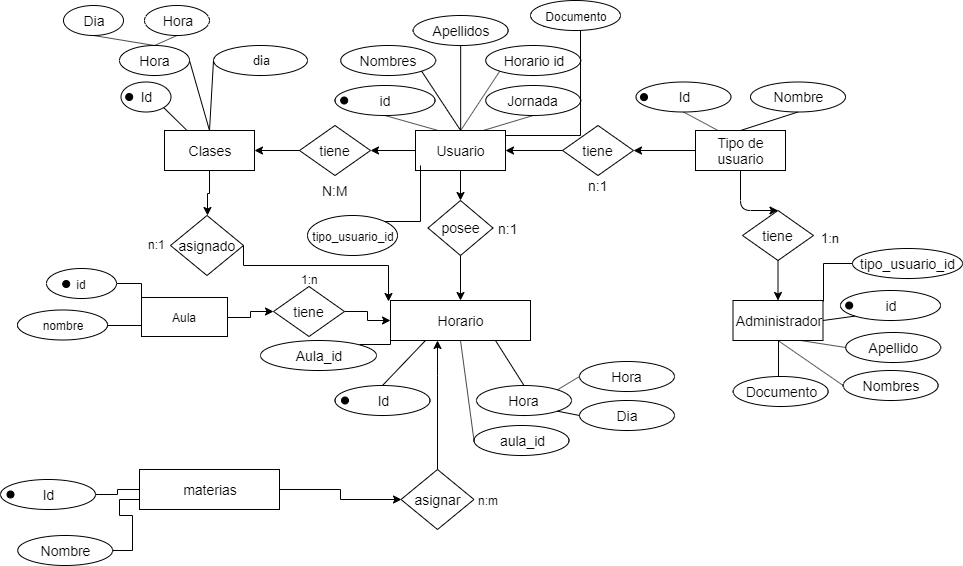 Dia
Hora
Documento
Apellidos
Hora
dia
Nombres
Horario id
Id
id
Jornada
Id
Nombre
Clases
tiene
Usuario
tiene
Tipo de
usuario
N:M
n:1
n:1
asignado
tipo_usuario_id
posee
n:1
tiene
1:n
tipo_usuario_id
id
1:n
id
nombre
Aula
tiene
Horario
Administrador
Aula_id
Apellido
Hora
Nombres
Id
Hora
Documento
Dia
aula_id
Id
materias
asignar
n:m
Nombre